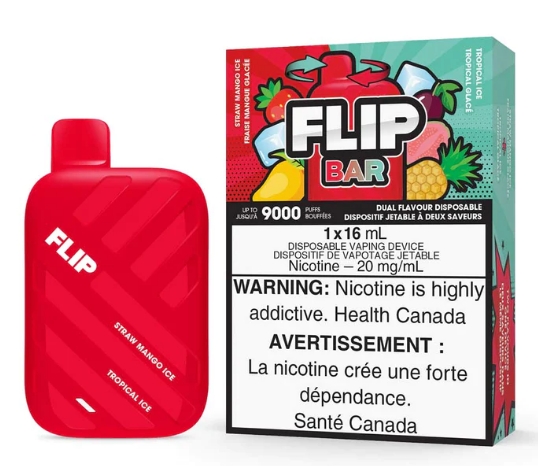 FLIP
STRAW MANGO ICE
TROPICAL ICE
STRAW MANGO ICE
FRAISE MANGUE GLACÉE
TROPICAL ICE
TROPICAL GLACÉ
FLIP
BAR
UP TO
JUSQU'À
9000 PUFFS
BOUFFÉES
DUAL FLAVOUR DISPOSABLE
DISPOSITIF JETABLE À DEUX SAVEURS
1 x 16 mL
DISPOSABLE VAPING DEVICE
DISPOSITIF DE VAPOTAGE JETABLE
Nicotine – 20 mg/mL
WARNING: Nicotine is highly
addictive. Health Canada
AVERTISSEMENT :
La nicotine crée une forte
dépendance.
Santé Canada